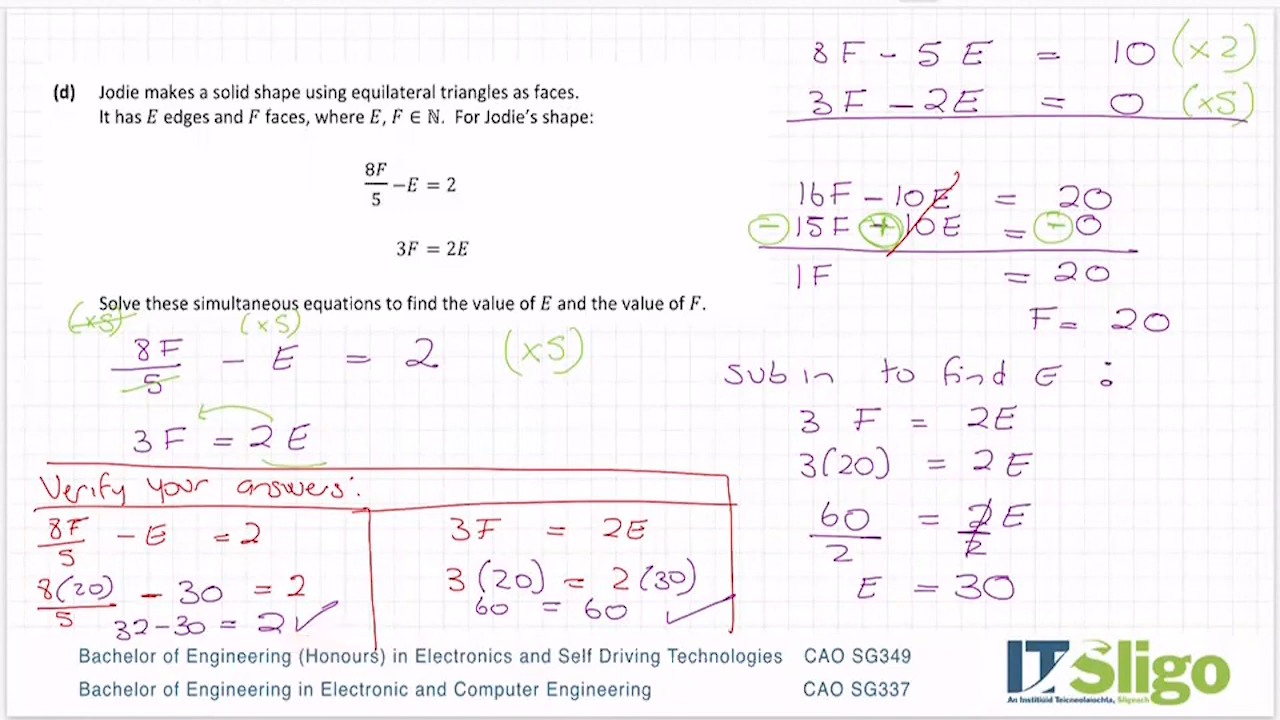 (d) Jodie makes a solid shape using equilateral triangles as faces.
It has E edges and F faces, where E, F ∈ ℕ. For Jodie's shape:
8F/5 −E = 2
3F = 2E
Solve these simultaneous equations to find the value of E and the value of F.
(×5) (×5)
8F/5 − E = 2 (×5)
3F = 2E
8F − 5E = 10 (×2)
3F − 2E = 0 (×5)
16F − 10E = 20
− 15F + 10E = − 0
1F = 20
F = 20
Sub in to find E :
3 F = 2E
3(20) = 2E
60/2 = 2E/2
E = 30
Verify your answers:
8F/5 − E = 2
8(20)/5 − 30 = 2
32 − 30 = 2 ✓
3F = 2E
3(20) = 2(30)
60 = 60 ✓
Bachelor of Engineering (Honours) in Electronics and Self Driving Technologies CAO SG349
Bachelor of Engineering in Electronic and Computer Engineering CAO SG337
IT Sligo
An Institiúid Teicneolaíochta, Sligeach